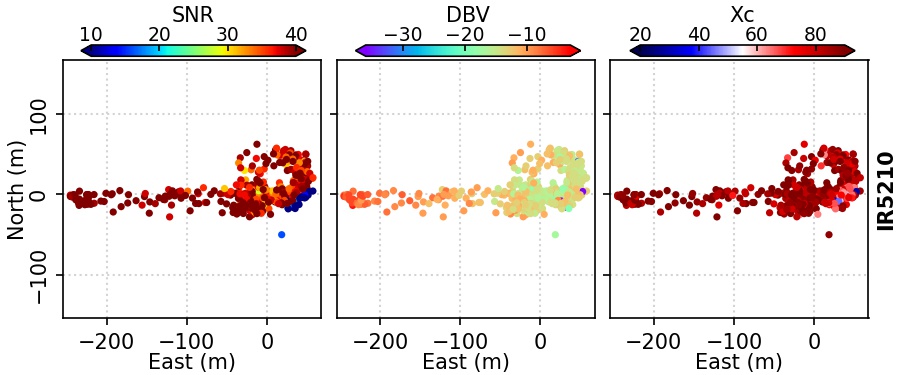 SNR DBV Xc
10 20 30 40 −30 −20 −10 20 40 60 80
North (m)
100
0
−100
IR5210
−200 −100 0 −200 −100 0 −200 −100 0
East (m) East (m) East (m)